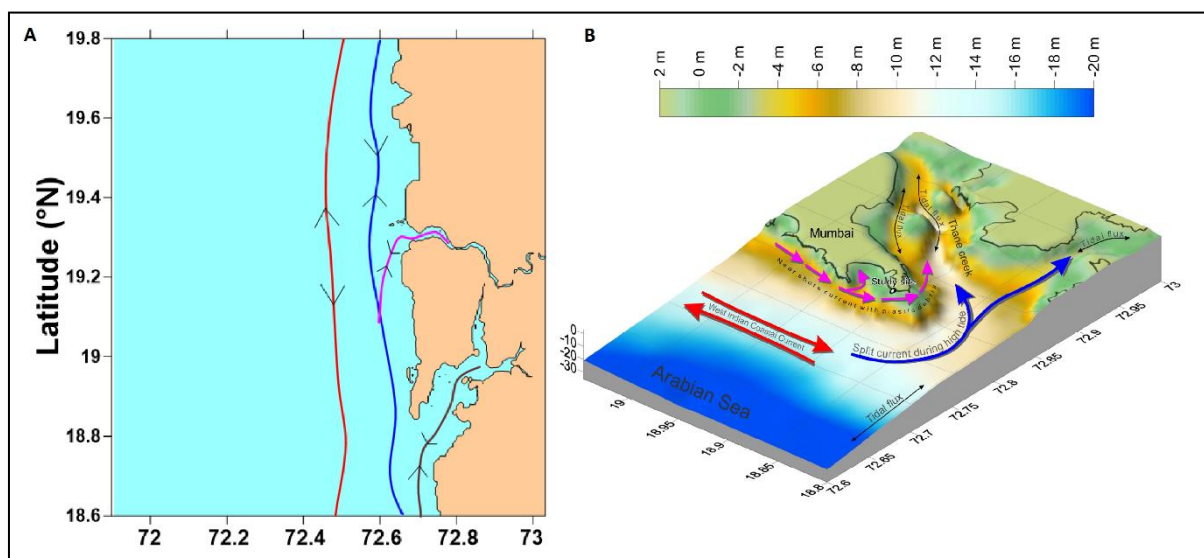 A
19.8
19.6
19.4
19.2
19
18.8
18.6
Latitude (°N)
72
72.2
72.4
72.6
72.8
73
B
2 m
0 m
-2 m
-4 m
-6 m
-8 m
-10 m
-12 m
-14 m
-16 m
-18 m
-20 m
Mumbai
Tidal flux
Tidal flux
Thane creek
Tidal flux
Study
Near shore current with plastic debris
West Indian Coastal Current
Split current during high tide
Arabian Sea
Tidal flux
0
-10
-20
-30
19
18.95
18.9
18.85
18.8
72.6
72.65
72.7
72.75
72.8
72.85
72.9
72.95
73